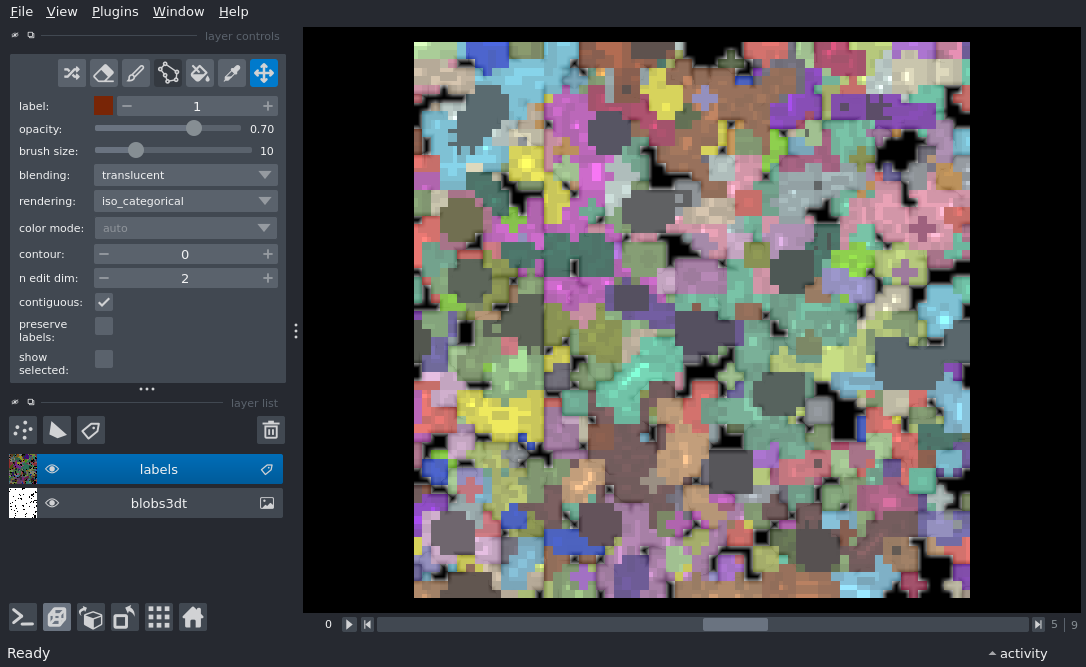 File View Plugins Window Help
layer controls
label: 1
opacity: 0.70
brush size: 10
blending: translucent
rendering: iso_categorical
color mode: auto
contour: 0
n edit dim: 2
contiguous:
preserve
labels:
show
selected:
layer list
labels
blobs3dt
0 5 9
Ready activity